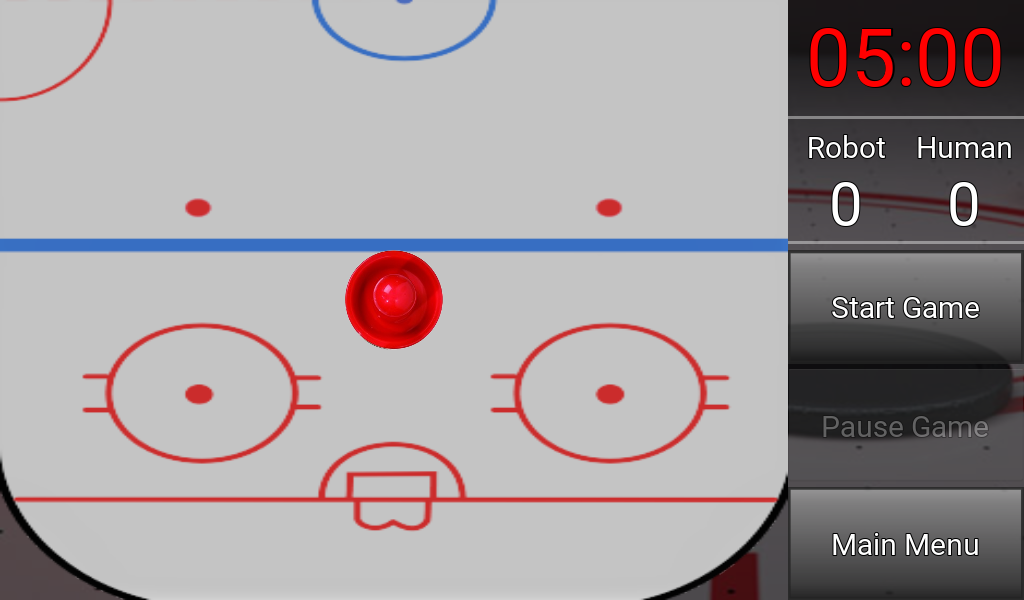 05:00
Robot Human
0 0
Start Game
Pause Game
Main Menu